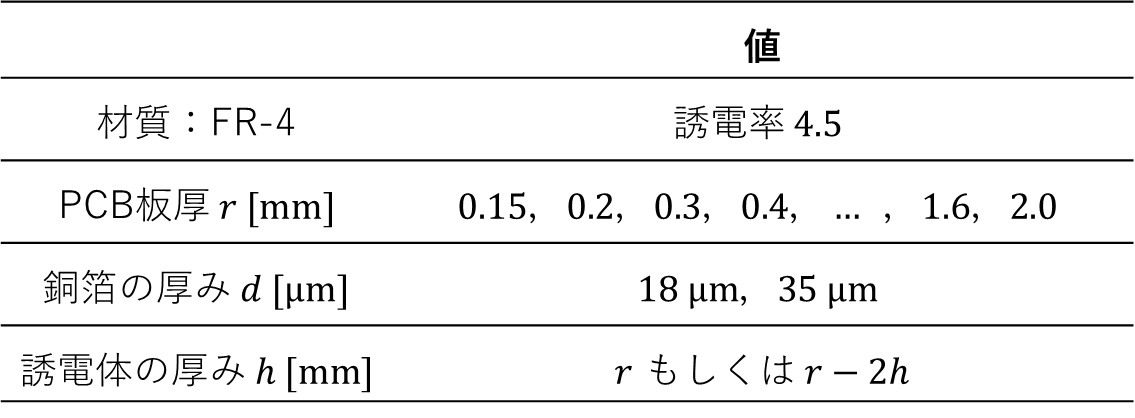 値
材質：FR-4 誘電率 4.5
PCB板厚 r [mm] 0.15, 0.2, 0.3, 0.4, … , 1.6, 2.0
銅箔の厚み d [μm] 18 μm, 35 μm
誘電体の厚み h [mm] r もしくは r − 2h